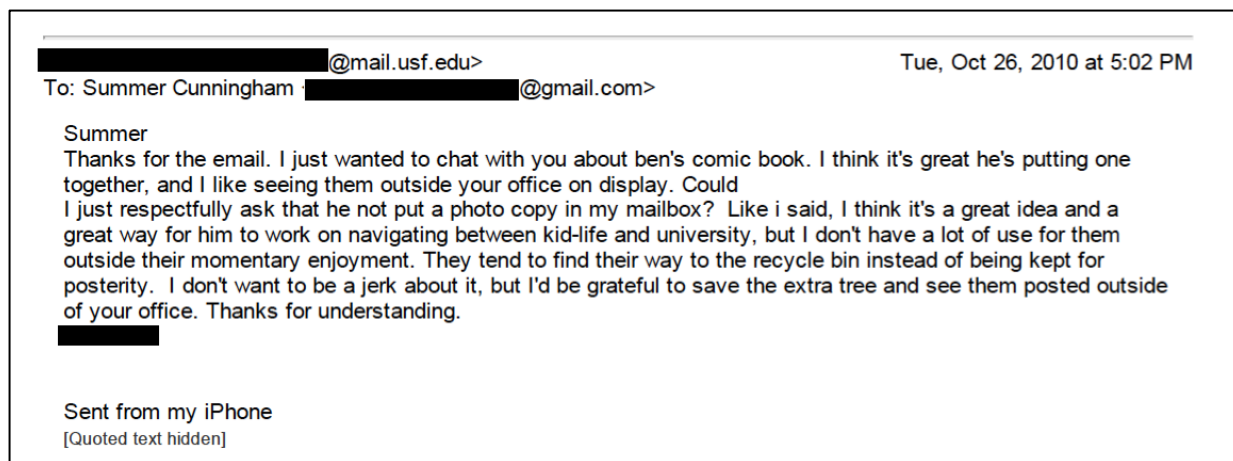 @mail.usf.edu> Tue, Oct 26, 2010 at 5:02 PM
To: Summer Cunningham @gmail.com>
Summer
Thanks for the email. I just wanted to chat with you about ben's comic book. I think it's great he's putting one
together, and I like seeing them outside your office on display. Could
I just respectfully ask that he not put a photo copy in my mailbox?  Like i said, I think it's a great idea and a
great way for him to work on navigating between kid-life and university, but I don't have a lot of use for them
outside their momentary enjoyment. They tend to find their way to the recycle bin instead of being kept for
posterity.  I don't want to be a jerk about it, but I'd be grateful to save the extra tree and see them posted outside
of your office. Thanks for understanding.
Sent from my iPhone
[Quoted text hidden]